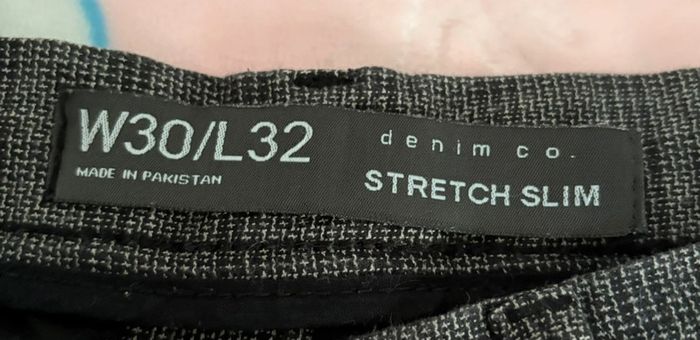 W30/L32
MADE IN PAKISTAN
denim co.
STRETCH SLIM